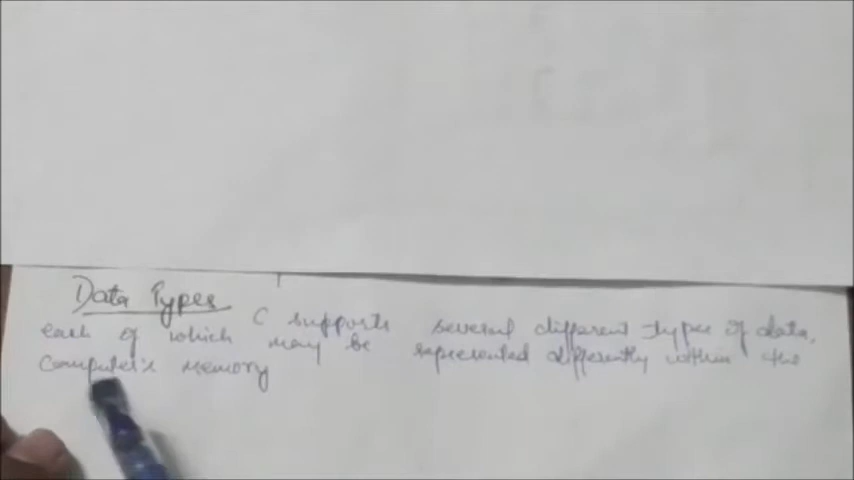 Data Types
C supports several different types of data,
each of which may be represented differently within the
Computer's memory